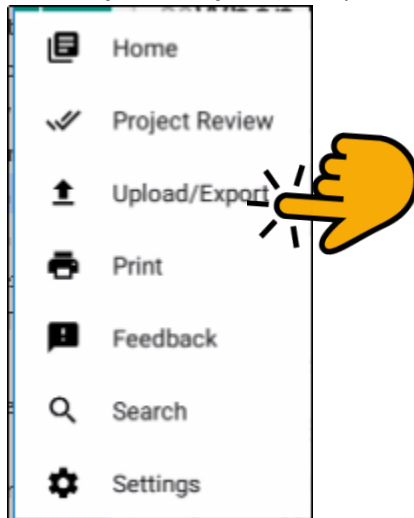 Home
Project Review
Upload/Export
Print
Feedback
Search
Settings